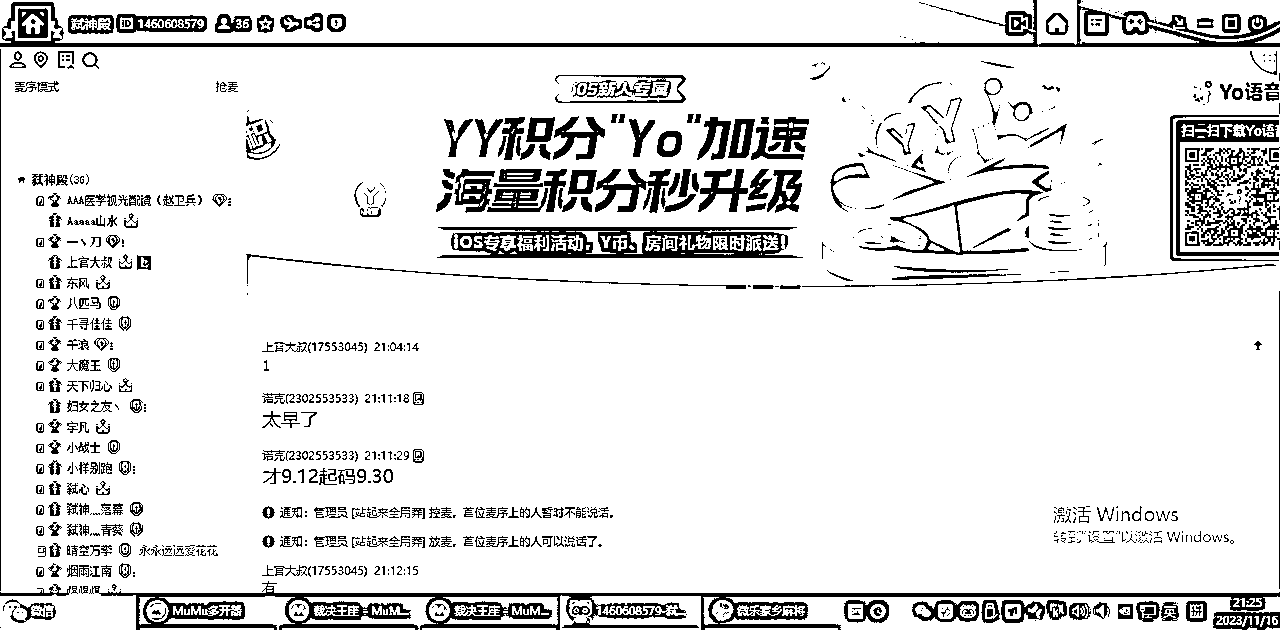 弑神殿 ID 1460608579 36
麦序模式 抢麦
iOS新人专属
YY积分"Yo"加速
海量积分秒升级
iOS专享福利活动，Y币、房间礼物限时派送!
Yo语音
扫一扫下载Yo语音
弑神殿(36)
AAA医学视光配镜（赵卫兵）
Aaaaa山水
一丶刀
上官大叔
东风
八匹马
千寻佳佳
千浪
大魔王
天下归心
妇女之友丶
宇凡
小战士
小样别跑
弑心
弑神灬落幕
弑神灬青葵
晴空万学 永永远远爱花花
烟雨江南
上官大叔(17553045) 21:04:14
1
诺克(2302553533) 21:11:18
太早了
诺克(2302553533) 21:11:29
才9.12起码9.30
通知：管理员 [站起来全用莽] 控麦，首位麦序上的人暂时不能说话。
通知：管理员 [站起来全用莽] 放麦，首位麦序上的人可以说话了。
上官大叔(17553045) 21:12:15
有
激活 Windows
转到"设置"以激活 Windows。
微信
MuMu多开器
裁决王座 - MuM...
裁决王座 - MuM...
1460608579-弑...
微乐家乡麻将
英
21:25
2023/11/16